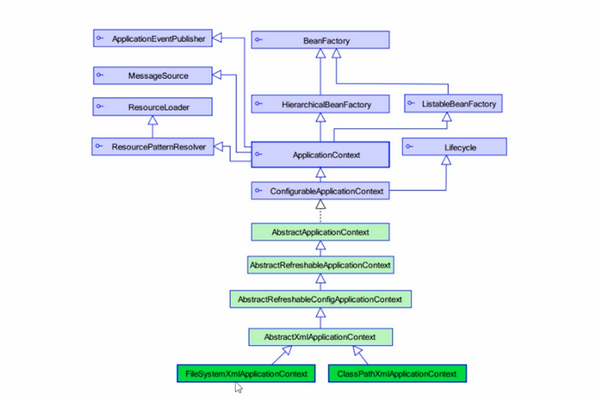 ApplicationEventPublisher
BeanFactory
MessageSource
ResourceLoader
HierarchicalBeanFactory
ListableBeanFactory
ResourcePatternResolver
ApplicationContext
Lifecycle
ConfigurableApplicationContext
AbstractApplicationContext
AbstractRefreshableApplicationContext
AbstractRefreshableConfigApplicationContext
AbstractXmlApplicationContext
FileSystemXmlApplicationContext
ClassPathXmlApplicationContext